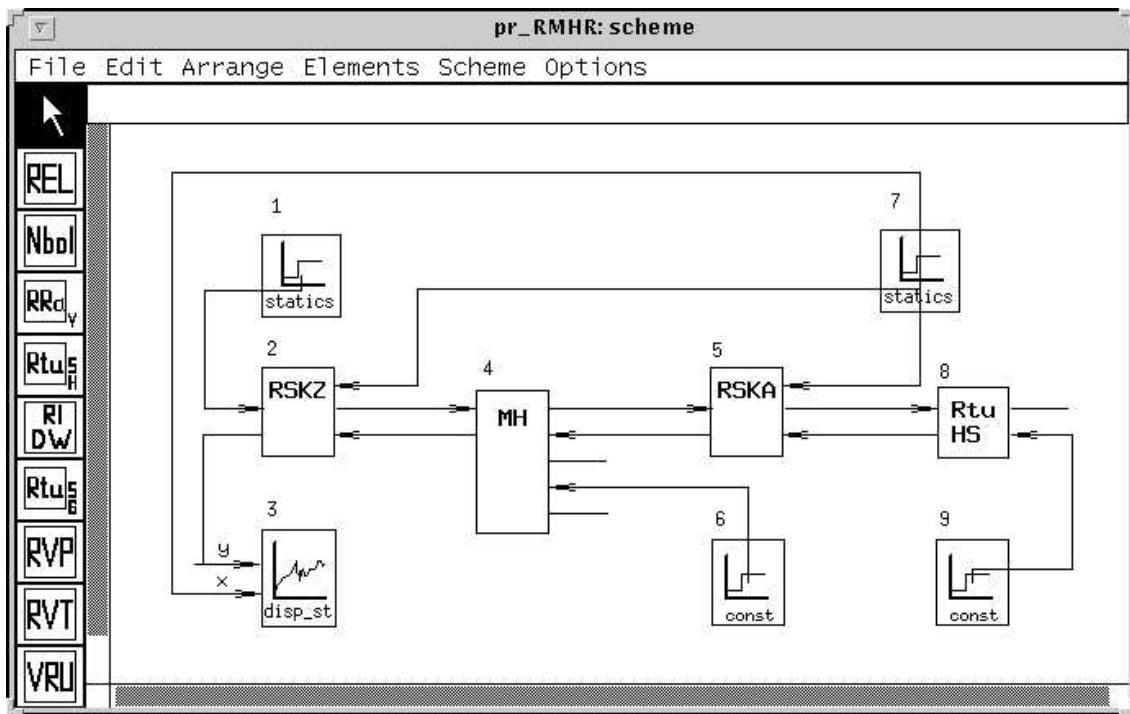 pr_RMHR: scheme
File Edit Arrange Elements Scheme Options
REL
Nbol
RRd Y
Rtu S H
RI
DW
Rtu S G
RVP
RVT
VRU
1
statics
7
statics
2
RSKZ
4
MH
5
RSKA
8
Rtu
HS
3
y
x
disp_st
6
const
9
const